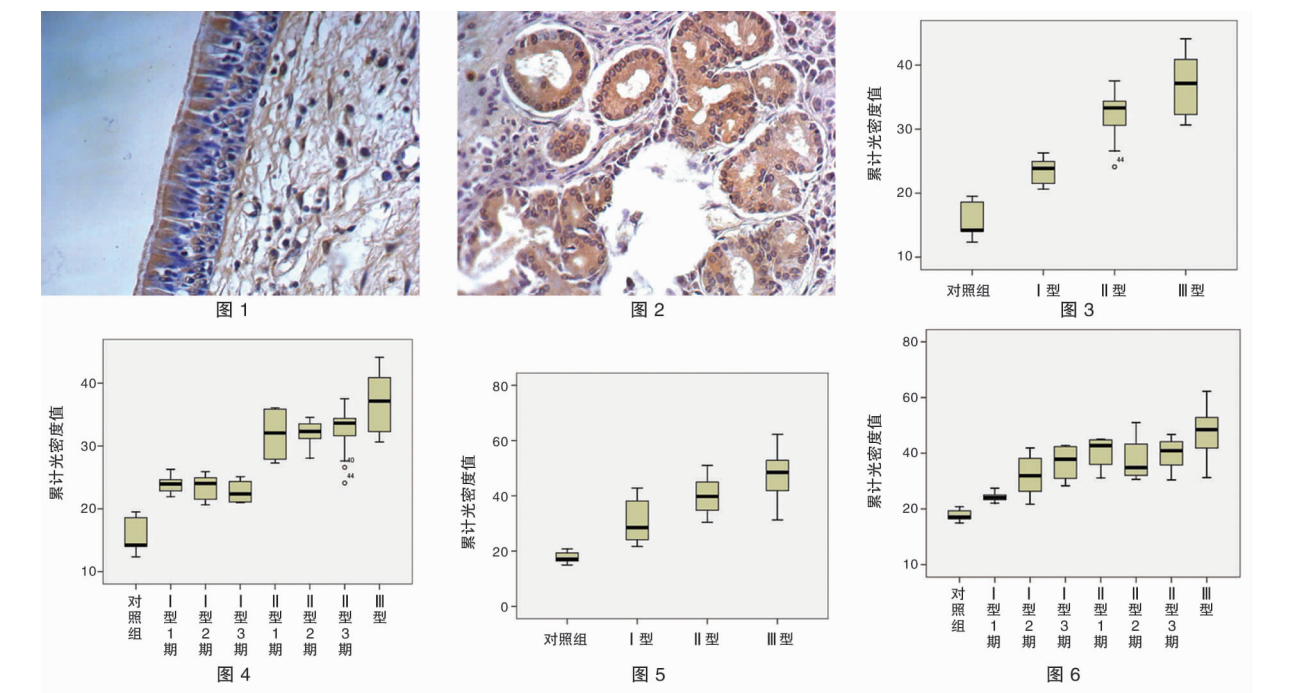 图 1
图 2
累计光密度值
40
30
20
10
44
对照组
Ⅰ型
Ⅱ型
Ⅲ型
图 3
累计光密度值
40
30
20
10
40
44
对照组
Ⅰ型1期
Ⅰ型2期
Ⅰ型3期
Ⅱ型1期
Ⅱ型2期
Ⅱ型3期
Ⅲ型
图 4
累计光密度值
80
60
40
20
0
对照组
Ⅰ型
Ⅱ型
Ⅲ型
图 5
累计光密度值
80
60
40
20
10
对照组
Ⅰ型1期
Ⅰ型2期
Ⅰ型3期
Ⅱ型1期
Ⅱ型2期
Ⅱ型3期
Ⅲ型
图 6